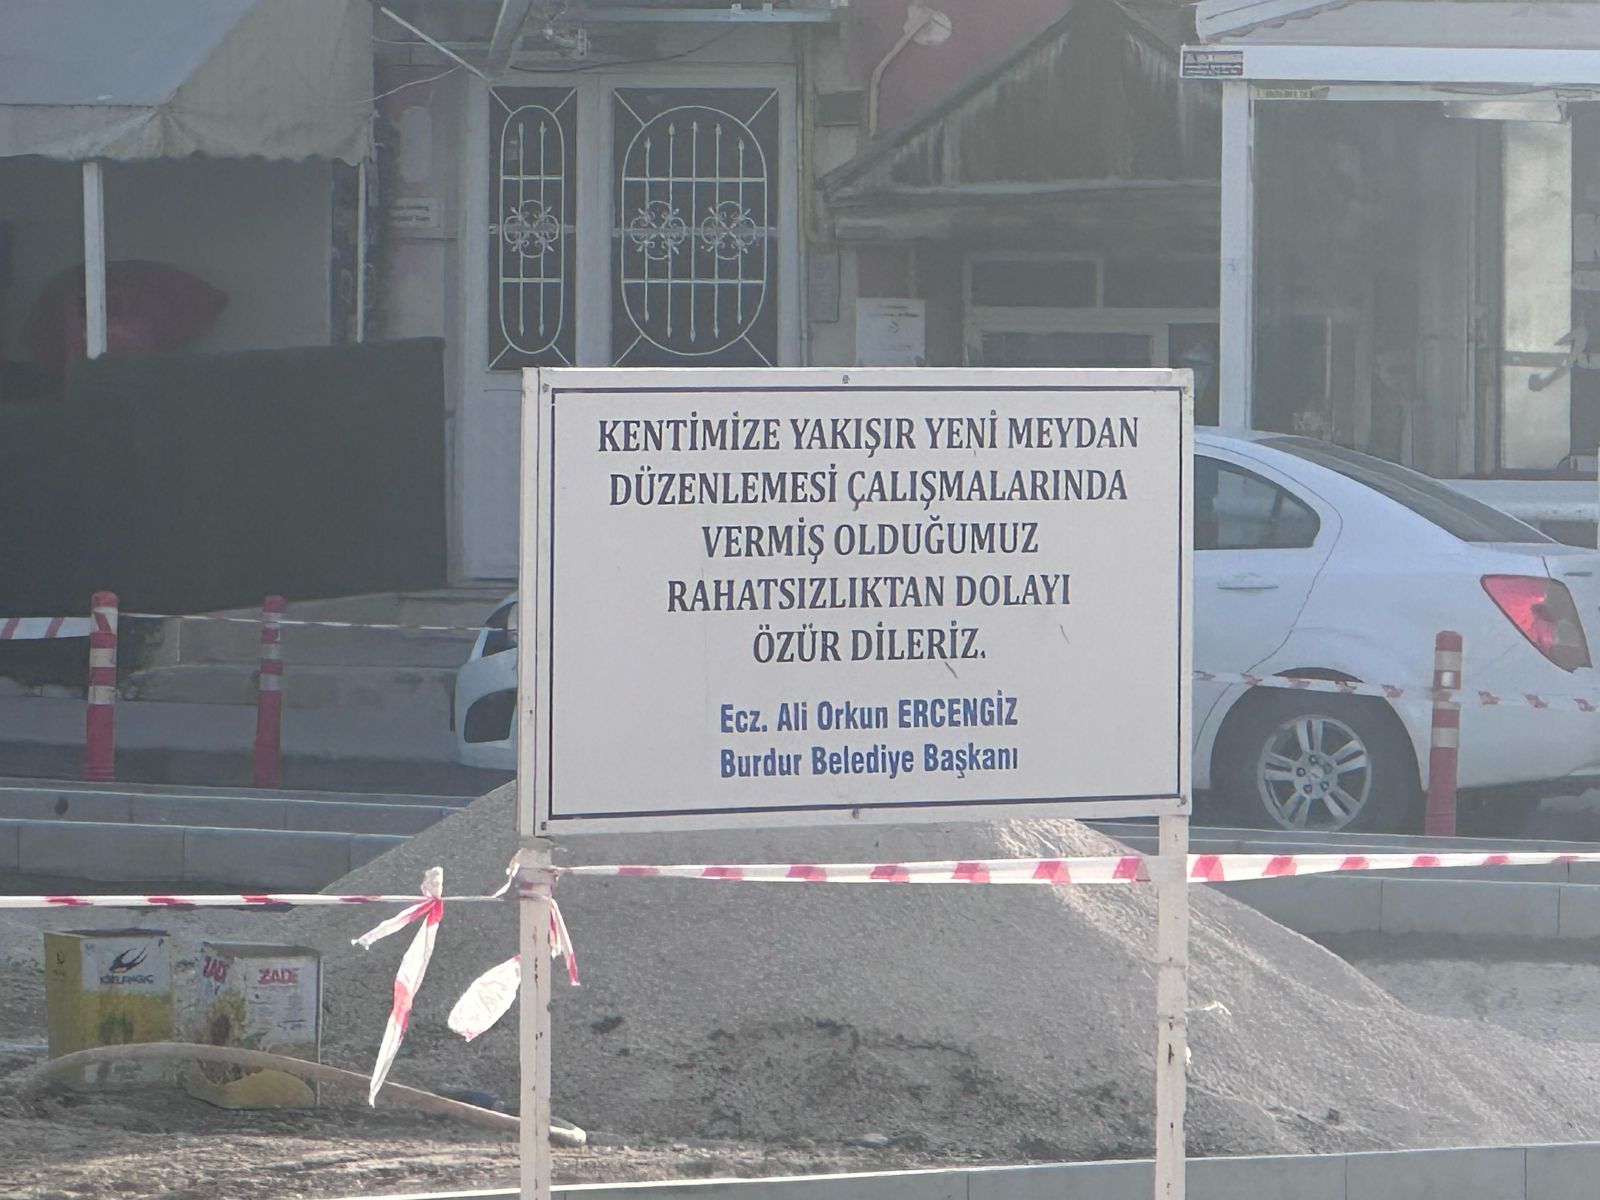 KENTİMİZE YAKIŞIR YENİ MEYDAN
DÜZENLEMESİ ÇALIŞMALARINDA
VERMİŞ OLDUĞUMUZ
RAHATSIZLIKTAN DOLAYI
ÖZÜR DİLERİZ.
Ecz. Ali Orkun ERCENGİZ
Burdur Belediye Başkanı
ZADE